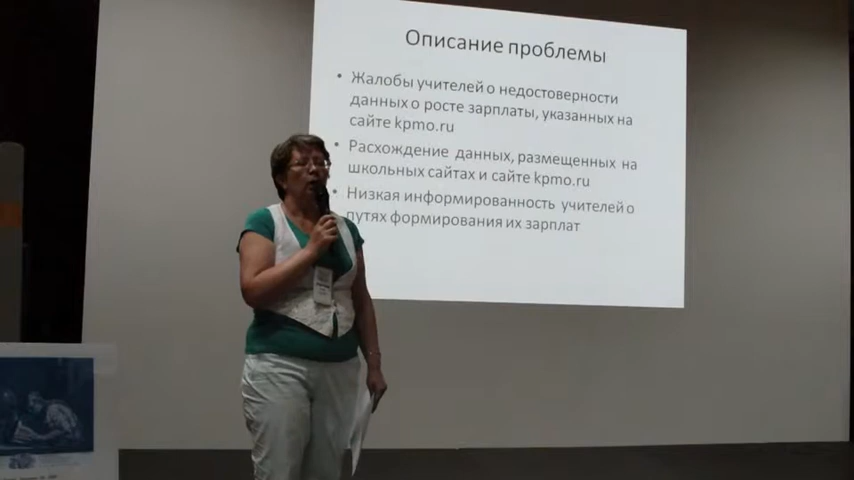 Описание проблемы
• Жалобы учителей о недостоверности
данных о росте зарплаты, указанных на
сайте kpmo.ru
• Расхождение данных, размещенных на
школьных сайтах и сайте kpmo.ru
• Низкая информированность учителей о
путях формирования их зарплат